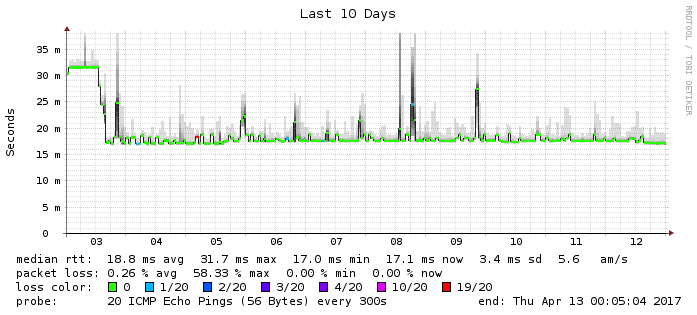 Last 10 Days
RRDTOOL / TOBI OETIKER
Seconds
35 m
30 m
25 m
20 m
15 m
10 m
5 m
0
03 04 05 06 07 08 09 10 11 12
median rtt: 18.8 ms avg 31.7 ms max 17.0 ms min 17.1 ms now 3.4 ms sd 5.6 am/s
packet loss: 0.26 % avg 58.33 % max 0.00 % min 0.00 % now
loss color: 0 1/20 2/20 3/20 4/20 10/20 19/20
probe: 20 ICMP Echo Pings (56 Bytes) every 300s end: Thu Apr 13 00:05:04 2017